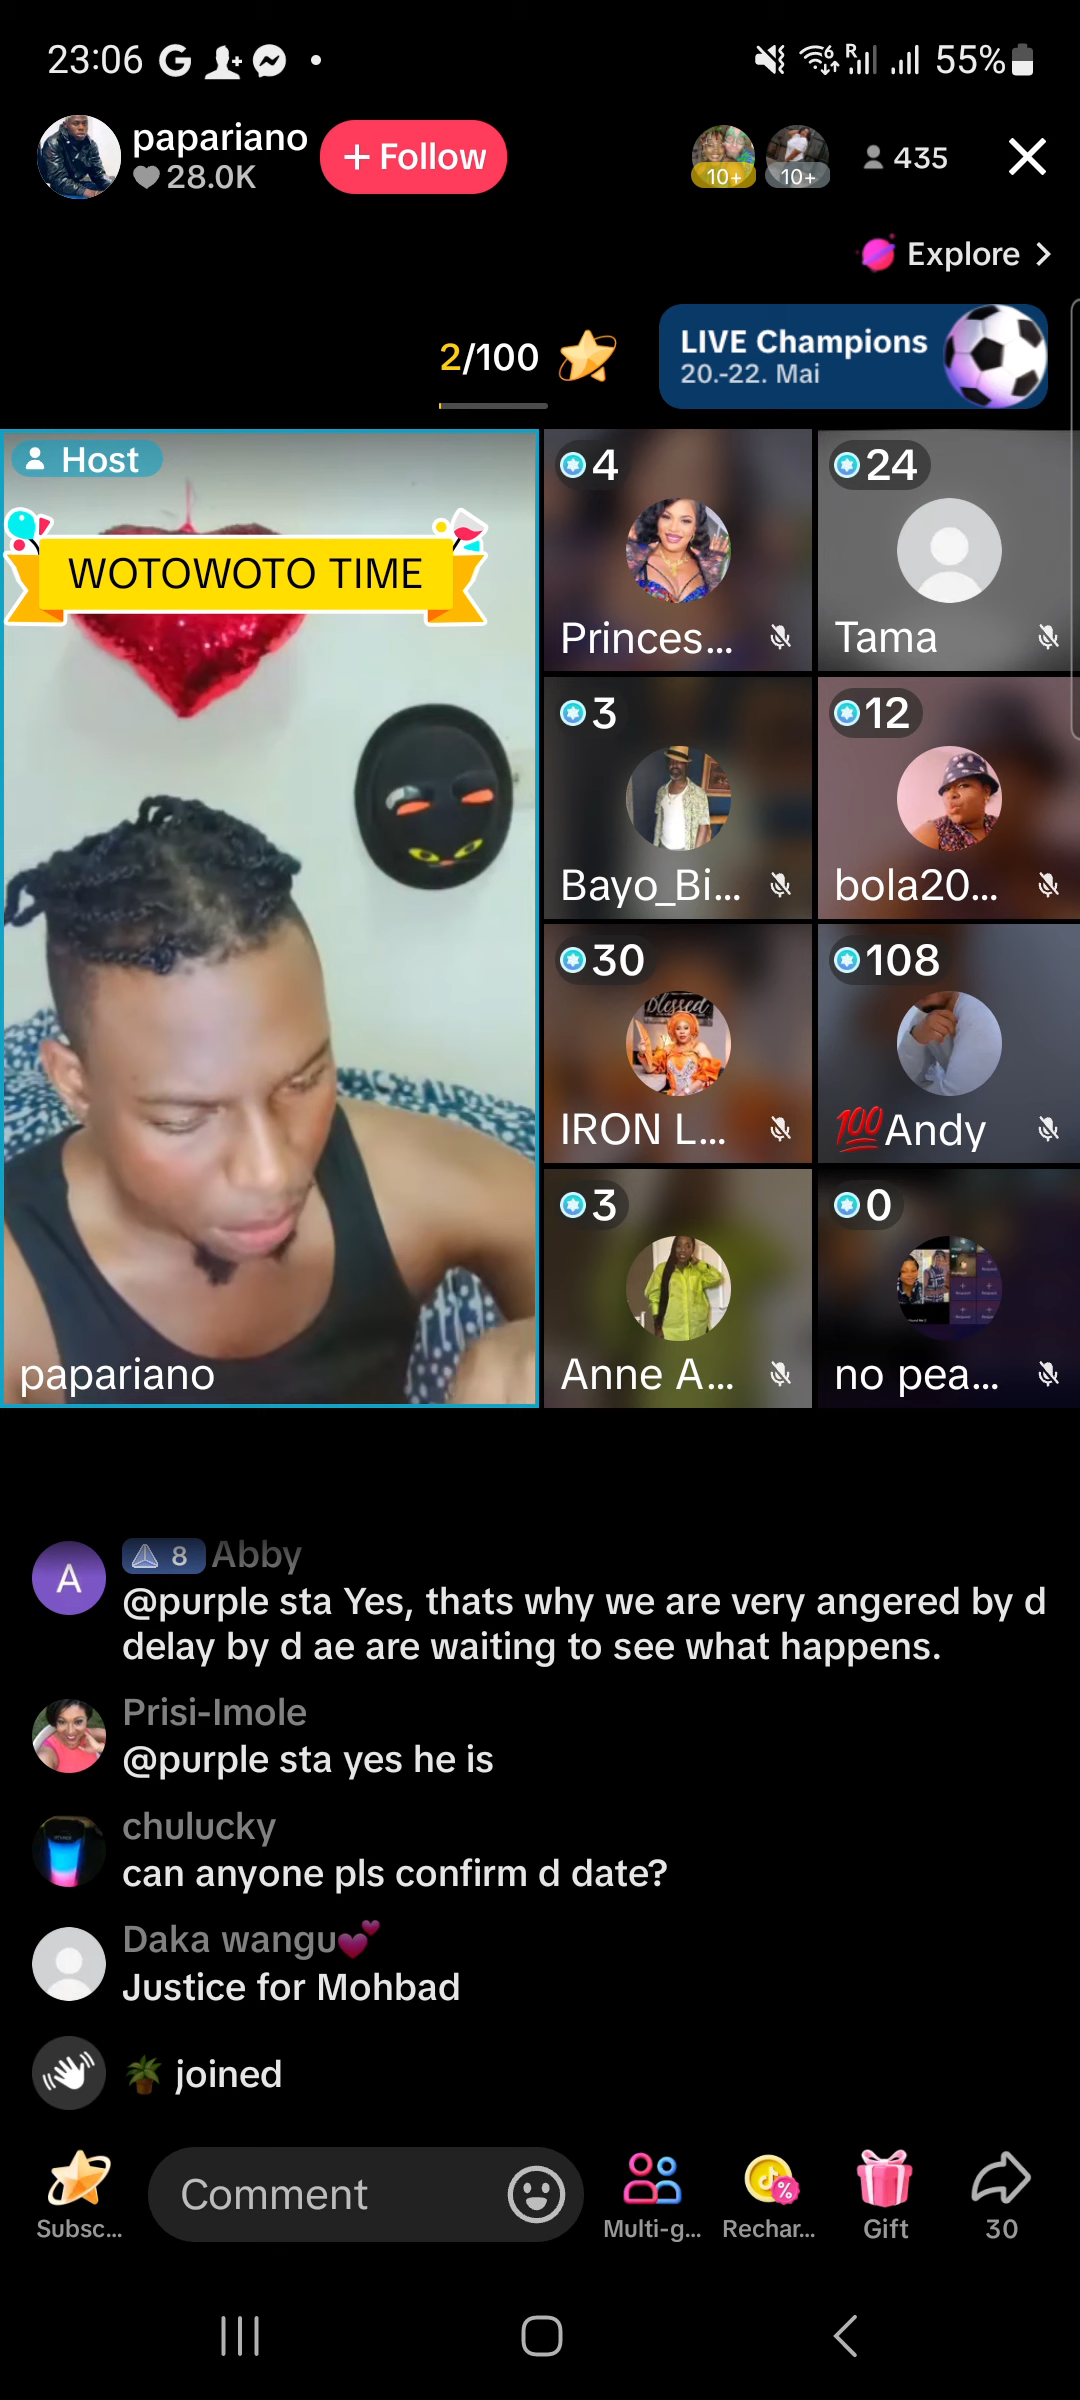 23:06
55%
papariano
28.0K
+ Follow
10+
10+
435
Explore
2/100
LIVE Champions
20.-22. Mai
Host
WOTOWOTO TIME
papariano
4
Princes...
24
Tama
3
Bayo_Bi...
12
bola20...
30
Blessed
IRON L...
108
💯Andy
3
Anne A...
0
no pea...
A
8 Abby
@purple sta Yes, thats why we are very angered by d
delay by d ae are waiting to see what happens.
Prisi-Imole
@purple sta yes he is
chulucky
can anyone pls confirm d date?
Daka wangu💕
Justice for Mohbad
🪴 joined
Comment
Subsc...
Multi-g...
Rechar...
Gift
30